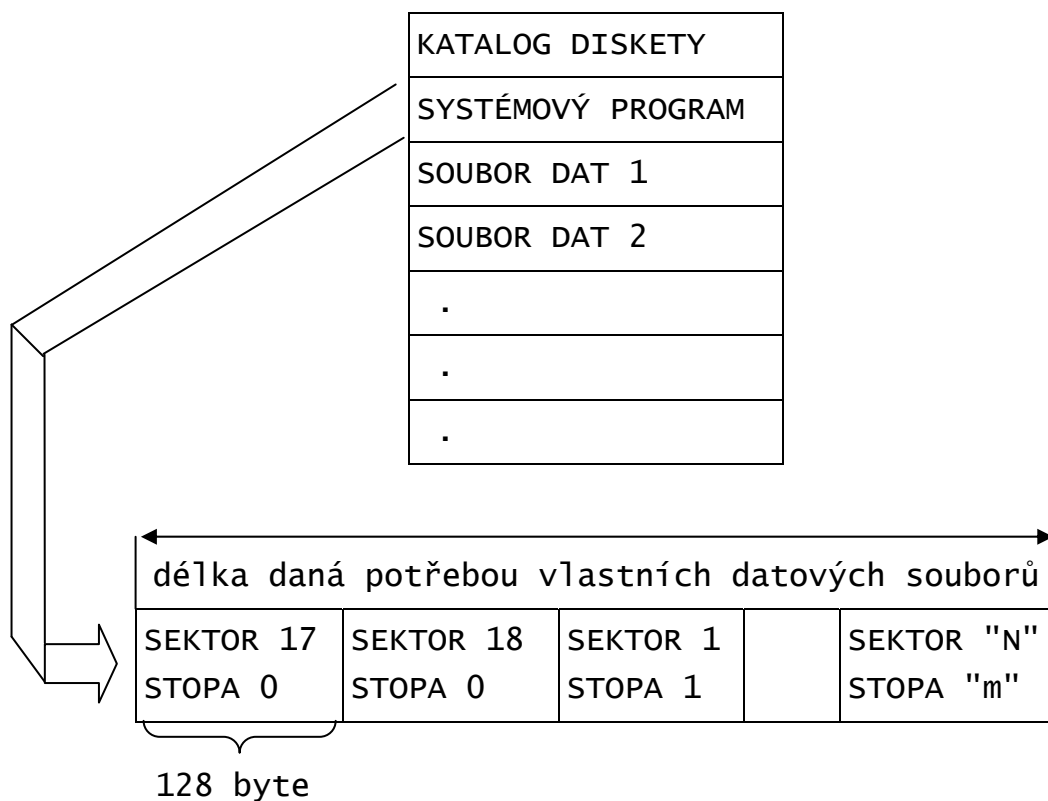 KATALOG DISKETY
SYSTÉMOVÝ PROGRAM
SOUBOR DAT 1
SOUBOR DAT 2
.
.
.
délka daná potřebou vlastních datových souborů
SEKTOR 17 SEKTOR 18 SEKTOR 1 SEKTOR "N"
STOPA 0 STOPA 0 STOPA 1 STOPA "m"
128 byte